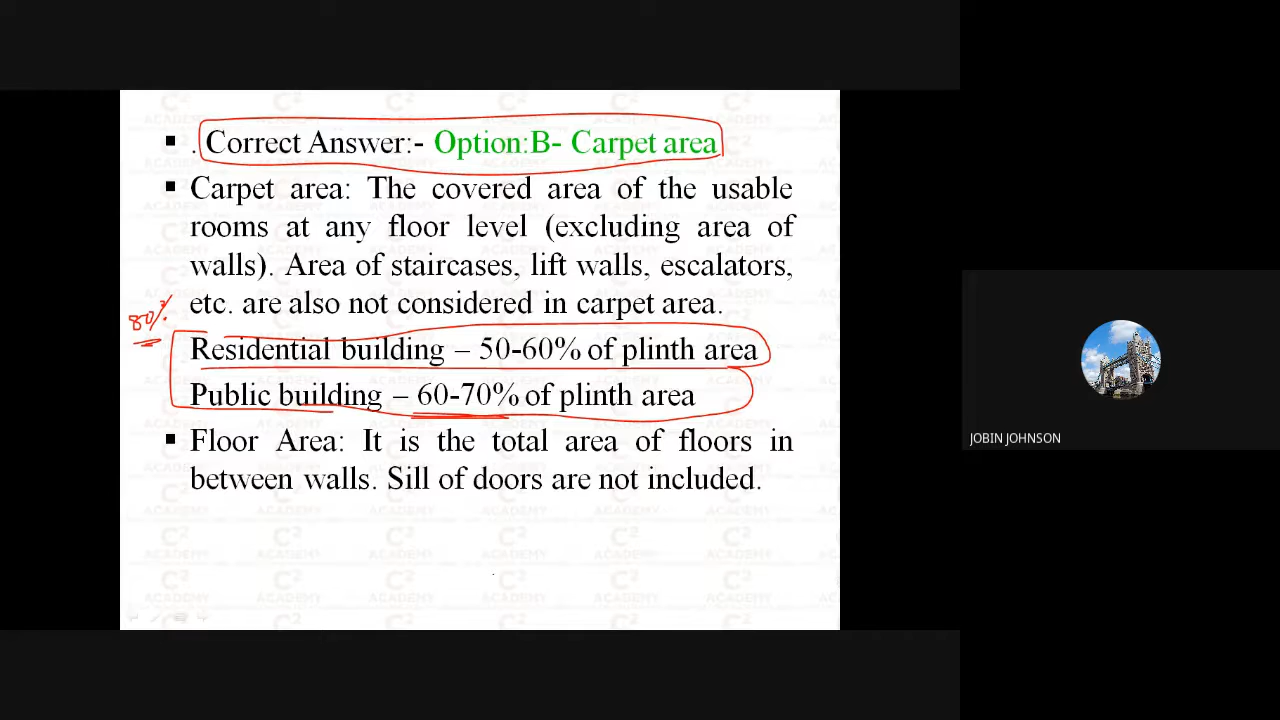 . Correct Answer:- Option:B- Carpet area
Carpet area: The covered area of the usable
rooms at any floor level (excluding area of
walls). Area of staircases, lift walls, escalators,
etc. are also not considered in carpet area.
80%
Residential building – 50-60% of plinth area
Public building – 60-70% of plinth area
Floor Area: It is the total area of floors in
between walls. Sill of doors are not included.
JOBIN JOHNSON
C² ACADEMY